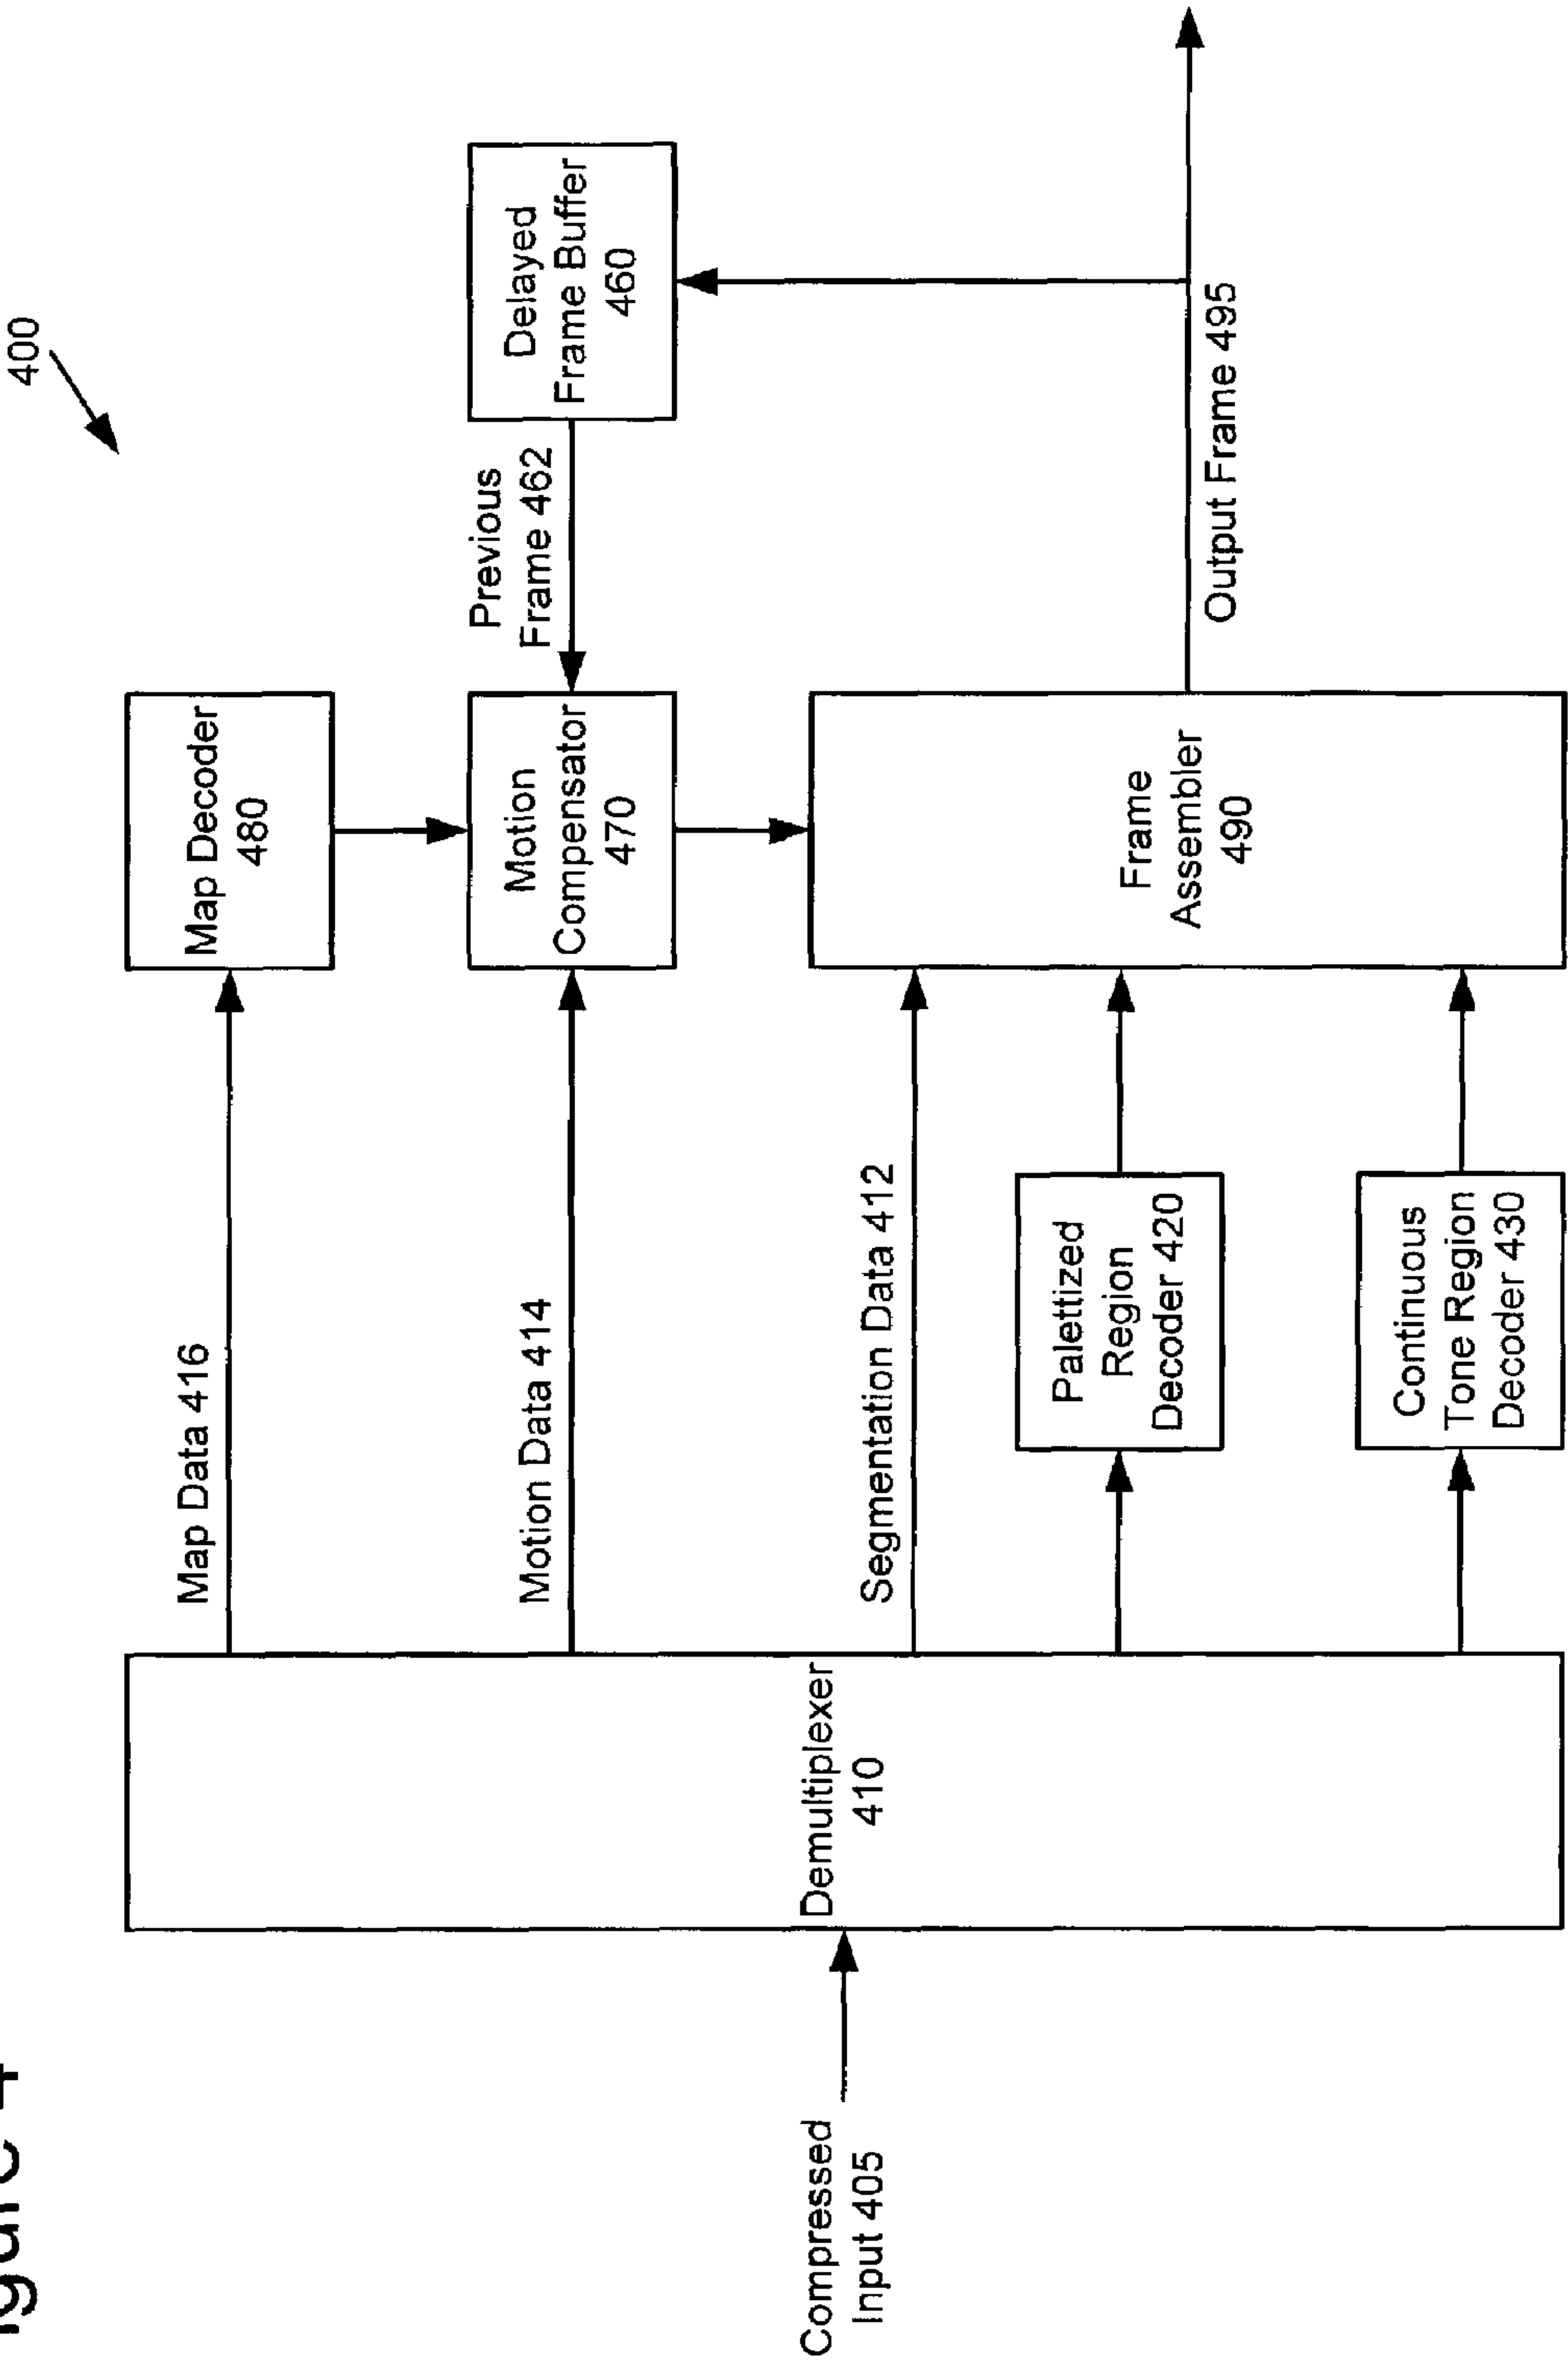 400
Map Data 416
Map Decoder
480
Delayed
Frame Buffer
460
Previous
Frame 462
Motion Data 414
Motion
Compensator
470
Compressed
Input 405
Demultiplexer
410
Segmentation Data 412
Palettized
Region
Decoder 420
Frame
Assembler
490
Output Frame 495
Continuous
Tone Region
Decoder 430